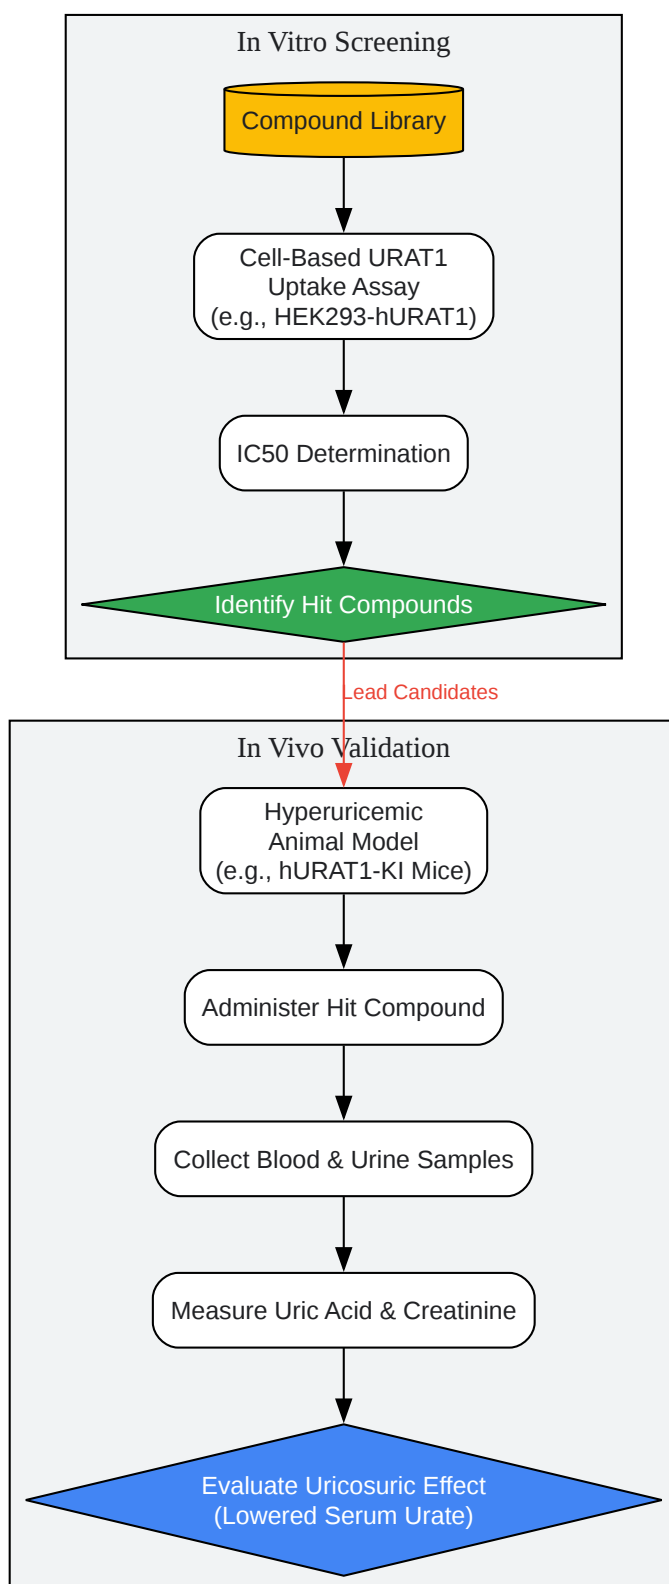 In Vitro Screening
Compound Library
Cell-Based URAT1
Uptake Assay
(e.g., HEK293-hURAT1)
IC50 Determination
Identify Hit Compounds
Lead Candidates
In Vivo Validation
Hyperuricemic
Animal Model
(e.g., hURAT1-KI Mice)
Administer Hit Compound
Collect Blood & Urine Samples
Measure Uric Acid & Creatinine
Evaluate Uricosuric Effect
(Lowered Serum Urate)